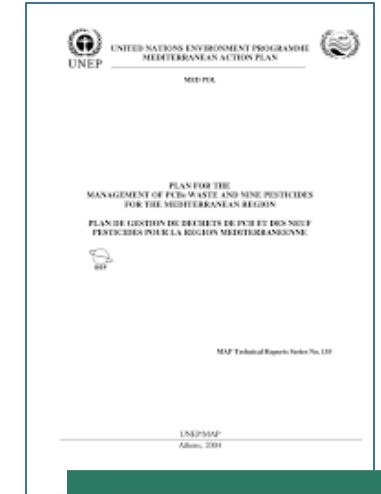 UNITED NATIONS ENVIRONMENT PROGRAMME
MEDITERRANEAN ACTION PLAN
UNEP
MED POL
PLAN FOR THE
MANAGEMENT OF PCBs WASTE AND NINE PESTICIDES
FOR THE MEDITERRANEAN REGION
PLAN DE GESTION DE DECHETS DE PCB ET DES NEUF
PESTICIDES POUR LA REGION MEDITERRANEENNE
MAP Technical Reports Series No.
UNEP/MAP
Athens, 2004